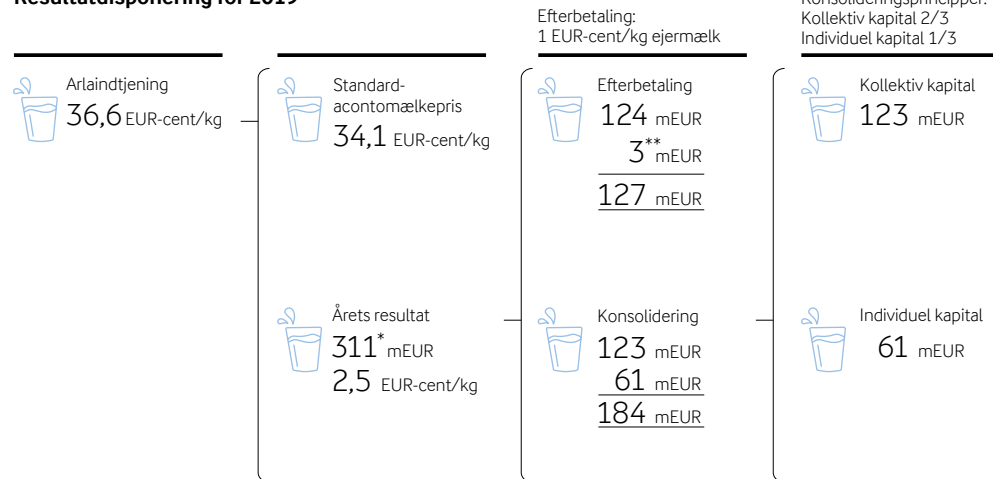 Resultatdisponering for 2019
Efterbetaling:
1 EUR-cent/kg ejermælk
Konsolideringsprincipper:
Kollektiv kapital 2/3
Individuel kapital 1/3
Arlaindtjening
36,6 EUR-cent/kg
Standard-
acontomælkepris
34,1 EUR-cent/kg
Efterbetaling
124 mEUR
3** mEUR
127 mEUR
Kollektiv kapital
123 mEUR
Årets resultat
311* mEUR
2,5 EUR-cent/kg
Konsolidering
123 mEUR
61 mEUR
184 mEUR
Individuel kapital
61 mEUR